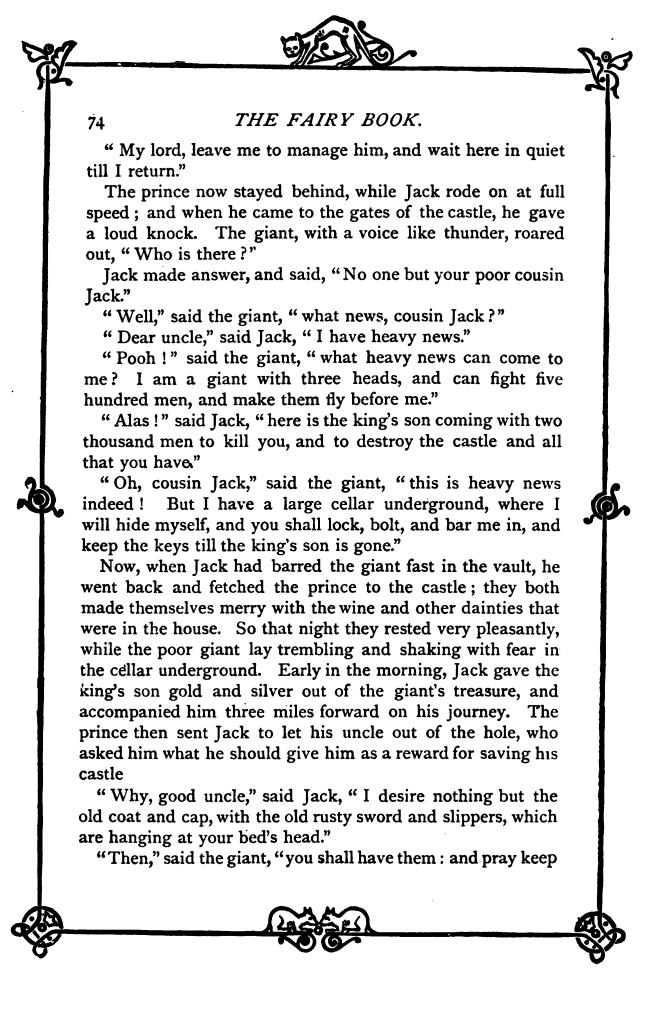 74 THE FAIRY BOOK.
" My lord, leave me to manage him, and wait here in quiet
till I return."
The prince now stayed behind, while Jack rode on at full
speed ; and when he came to the gates of the castle, he gave
a loud knock. The giant, with a voice like thunder, roared
out, " Who is there ?"
Jack made answer, and said, "No one but your poor cousin
Jack."
" Well," said the giant, " what news, cousin Jack ?"
" Dear uncle," said Jack, " I have heavy news."
" Pooh ! " said the giant, " what heavy news can come to
me ? I am a giant with three heads, and can fight five
hundred men, and make them fly before me."
" Alas ! " said Jack, " here is the king's son coming with two
thousand men to kill you, and to destroy the castle and all
that you have."
" Oh, cousin Jack," said the giant, " this is heavy news
indeed ! But I have a large cellar underground, where I
will hide myself, and you shall lock, bolt, and bar me in, and
keep the keys till the king's son is gone."
Now, when Jack had barred the giant fast in the vault, he
went back and fetched the prince to the castle ; they both
made themselves merry with the wine and other dainties that
were in the house. So that night they rested very pleasantly,
while the poor giant lay trembling and shaking with fear in
the cellar underground. Early in the morning, Jack gave the
king's son gold and silver out of the giant's treasure, and
accompanied him three miles forward on his journey. The
prince then sent Jack to let his uncle out of the hole, who
asked him what he should give him as a reward for saving his
castle
" Why, good uncle," said Jack, " I desire nothing but the
old coat and cap, with the old rusty sword and slippers, which
are hanging at your bed's head."
" Then," said the giant, " you shall have them : and pray keep